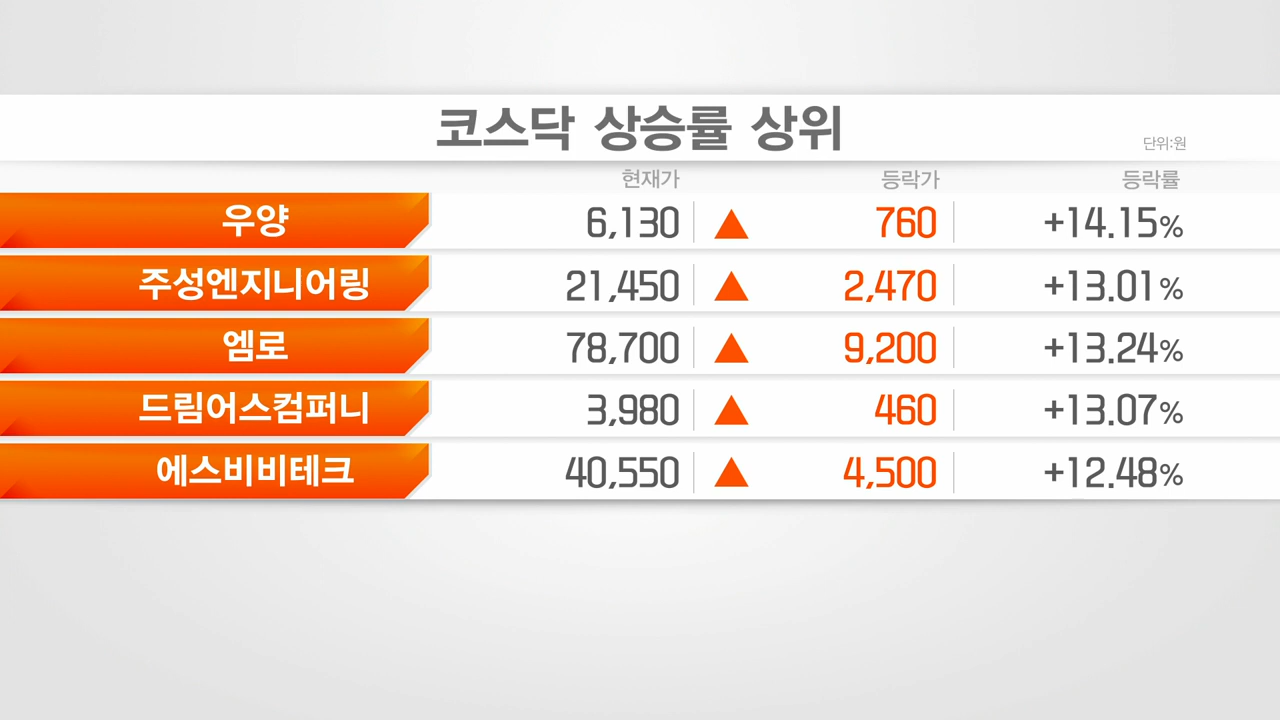 코스닥 상승률 상위
단위:원
현재가 등락가 등락률
우양 6,130 ▲ 760 +14.15%
주성엔지니어링 21,450 ▲ 2,470 +13.01%
엠로 78,700 ▲ 9,200 +13.24%
드림어스컴퍼니 3,980 ▲ 460 +13.07%
에스비비테크 40,550 ▲ 4,500 +12.48%